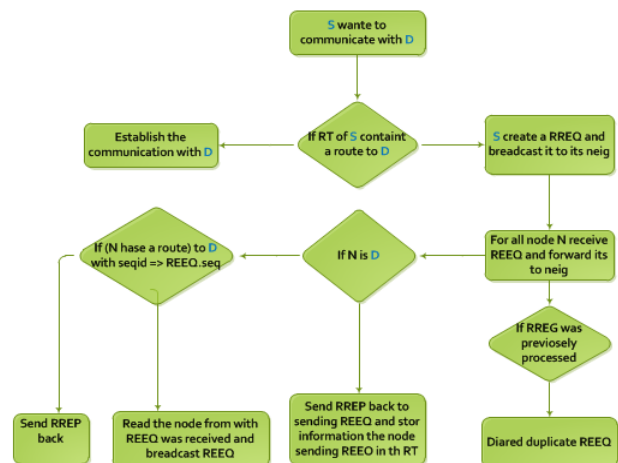 S wante to
communicate with D
If RT of S containt
a route to D
Establish the
communication with D
S create a RREQ and
breadcast it to its neig
If (N hase a route) to D
with seqid => REEQ.seq
If N is D
For all node N receive
REEQ and forward its
to neig
If RREG was
previosely
processed
Send RREP
back
Read the node from with
REEQ was received and
breadcast REEQ
Send RREP back to
sending REEQ and stor
information the node
sending REEO in th RT
Diared duplicate REEQ